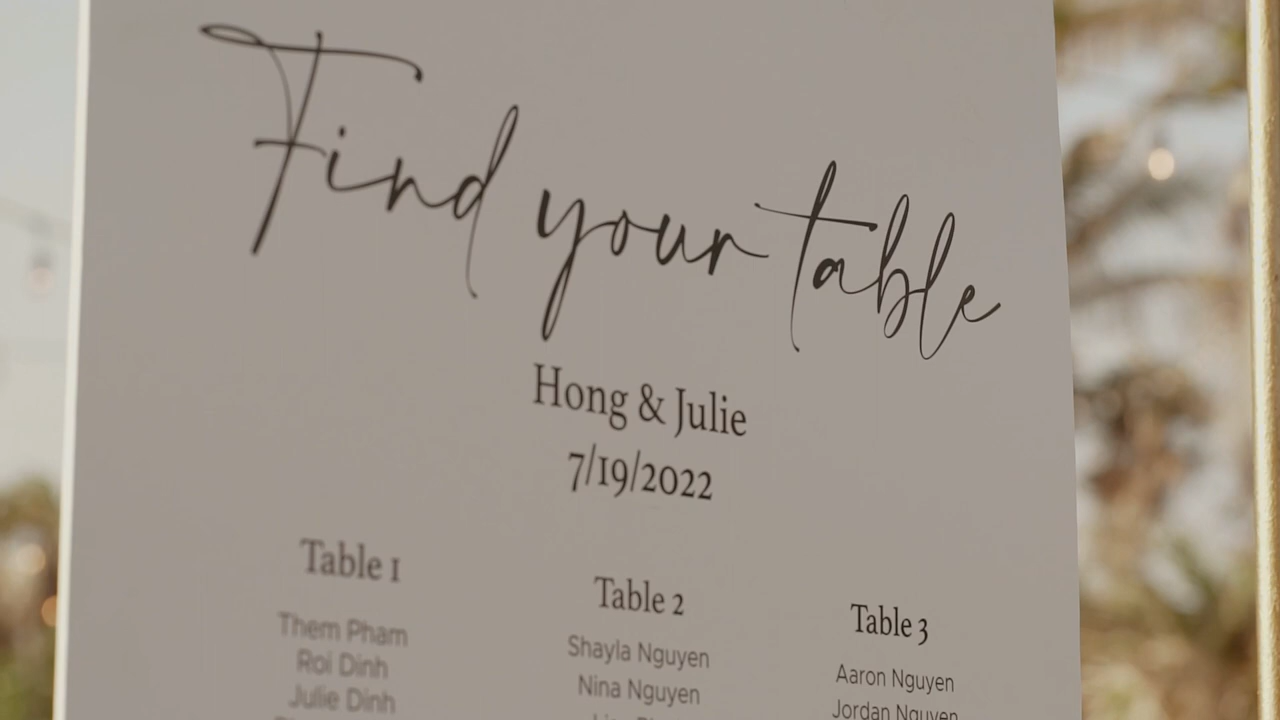 Find your table
Hong & Julie
7/19/2022
Table 1
Them Pham
Roi Dinh
Julie Dinh
Table 2
Shayla Nguyen
Nina Nguyen
Table 3
Aaron Nguyen
Jordan Nguyen